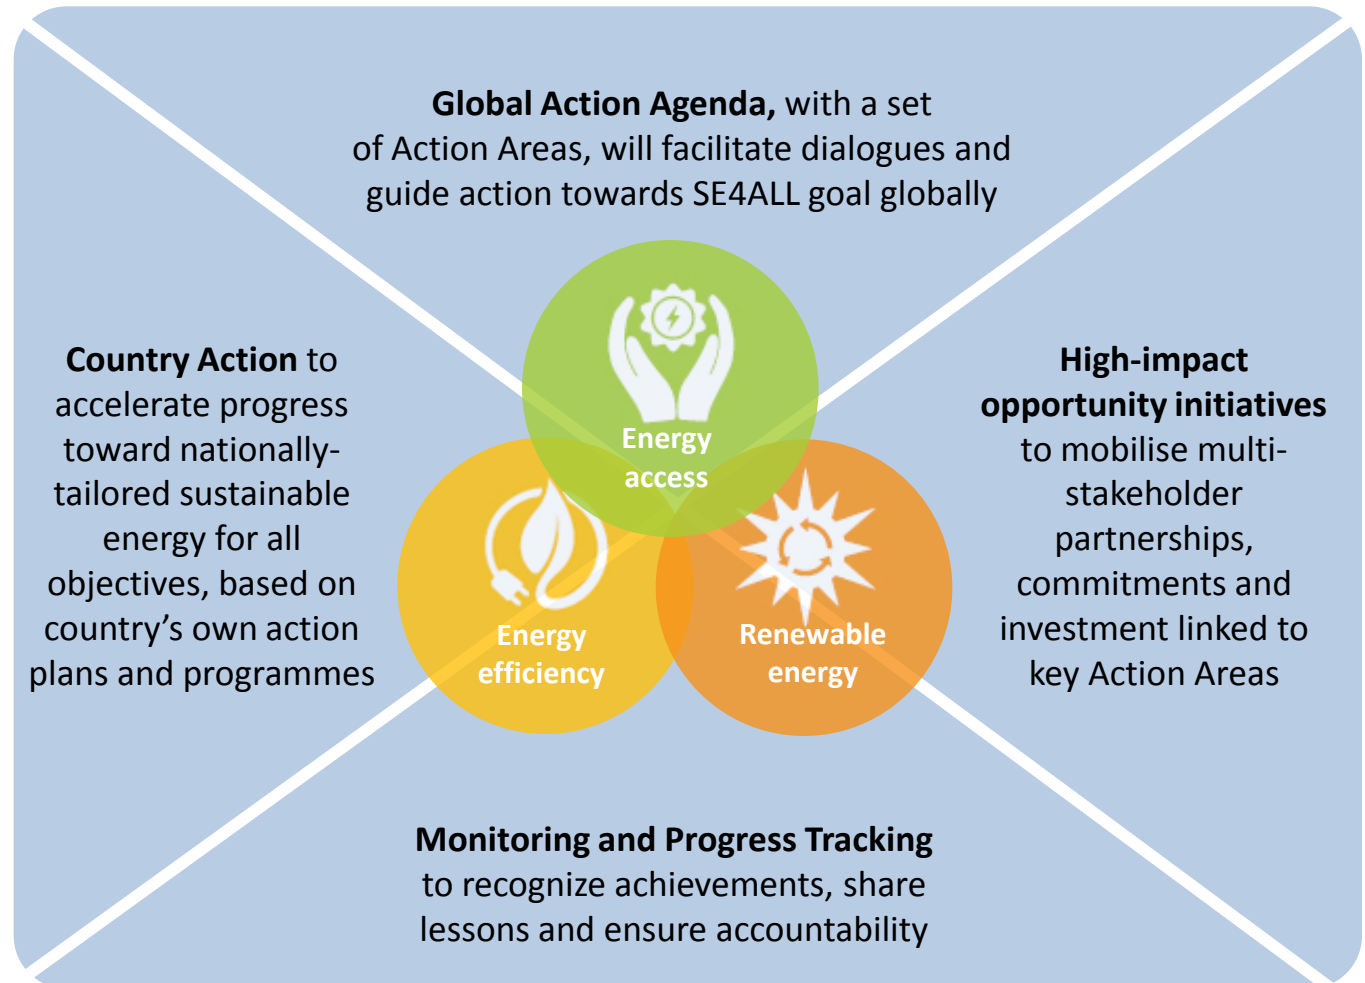 Global Action Agenda, with a set
of Action Areas, will facilitate dialogues and
guide action towards SE4ALL goal globally
Country Action to
accelerate progress
toward nationally-
tailored sustainable
energy for all
objectives, based on
country's own action
plans and programmes
Energy
access
Energy
efficiency
Renewable
energy
High-impact
opportunity initiatives
to mobilise multi-
stakeholder
partnerships,
commitments and
investment linked to
key Action Areas
Monitoring and Progress Tracking
to recognize achievements, share
lessons and ensure accountability